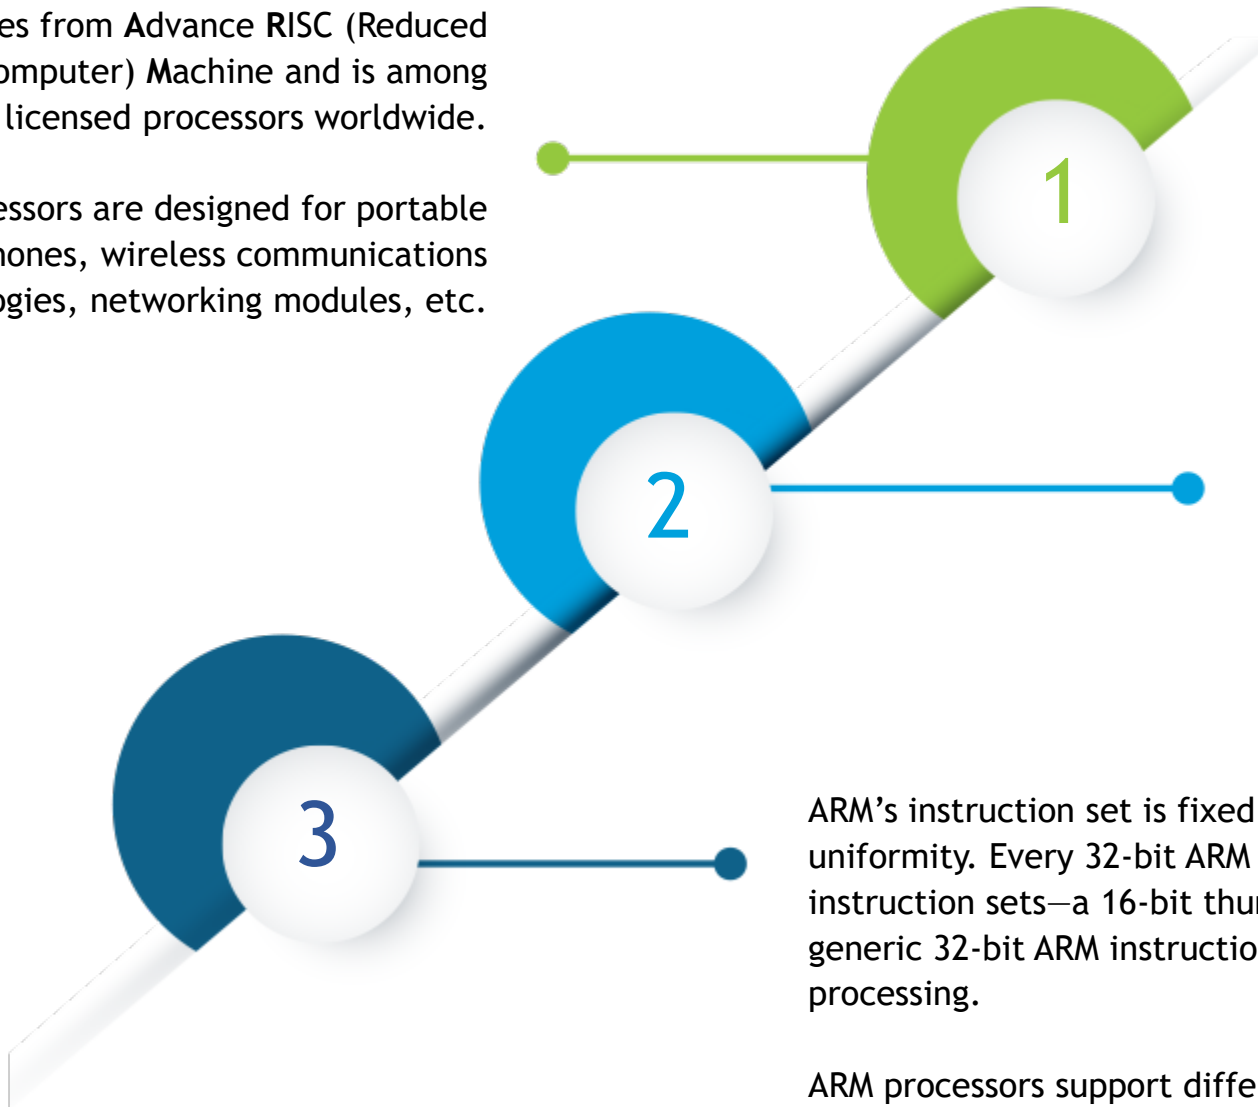 es from Advance RISC (Reduced
omputer) Machine and is among
licensed processors worldwide.
essors are designed for portable
hones, wireless communications
ogies, networking modules, etc.
1
2
3
ARM’s instruction set is fixed
uniformity. Every 32-bit ARM
instruction sets—a 16-bit thu
generic 32-bit ARM instructio
processing.
ARM processors support diffe